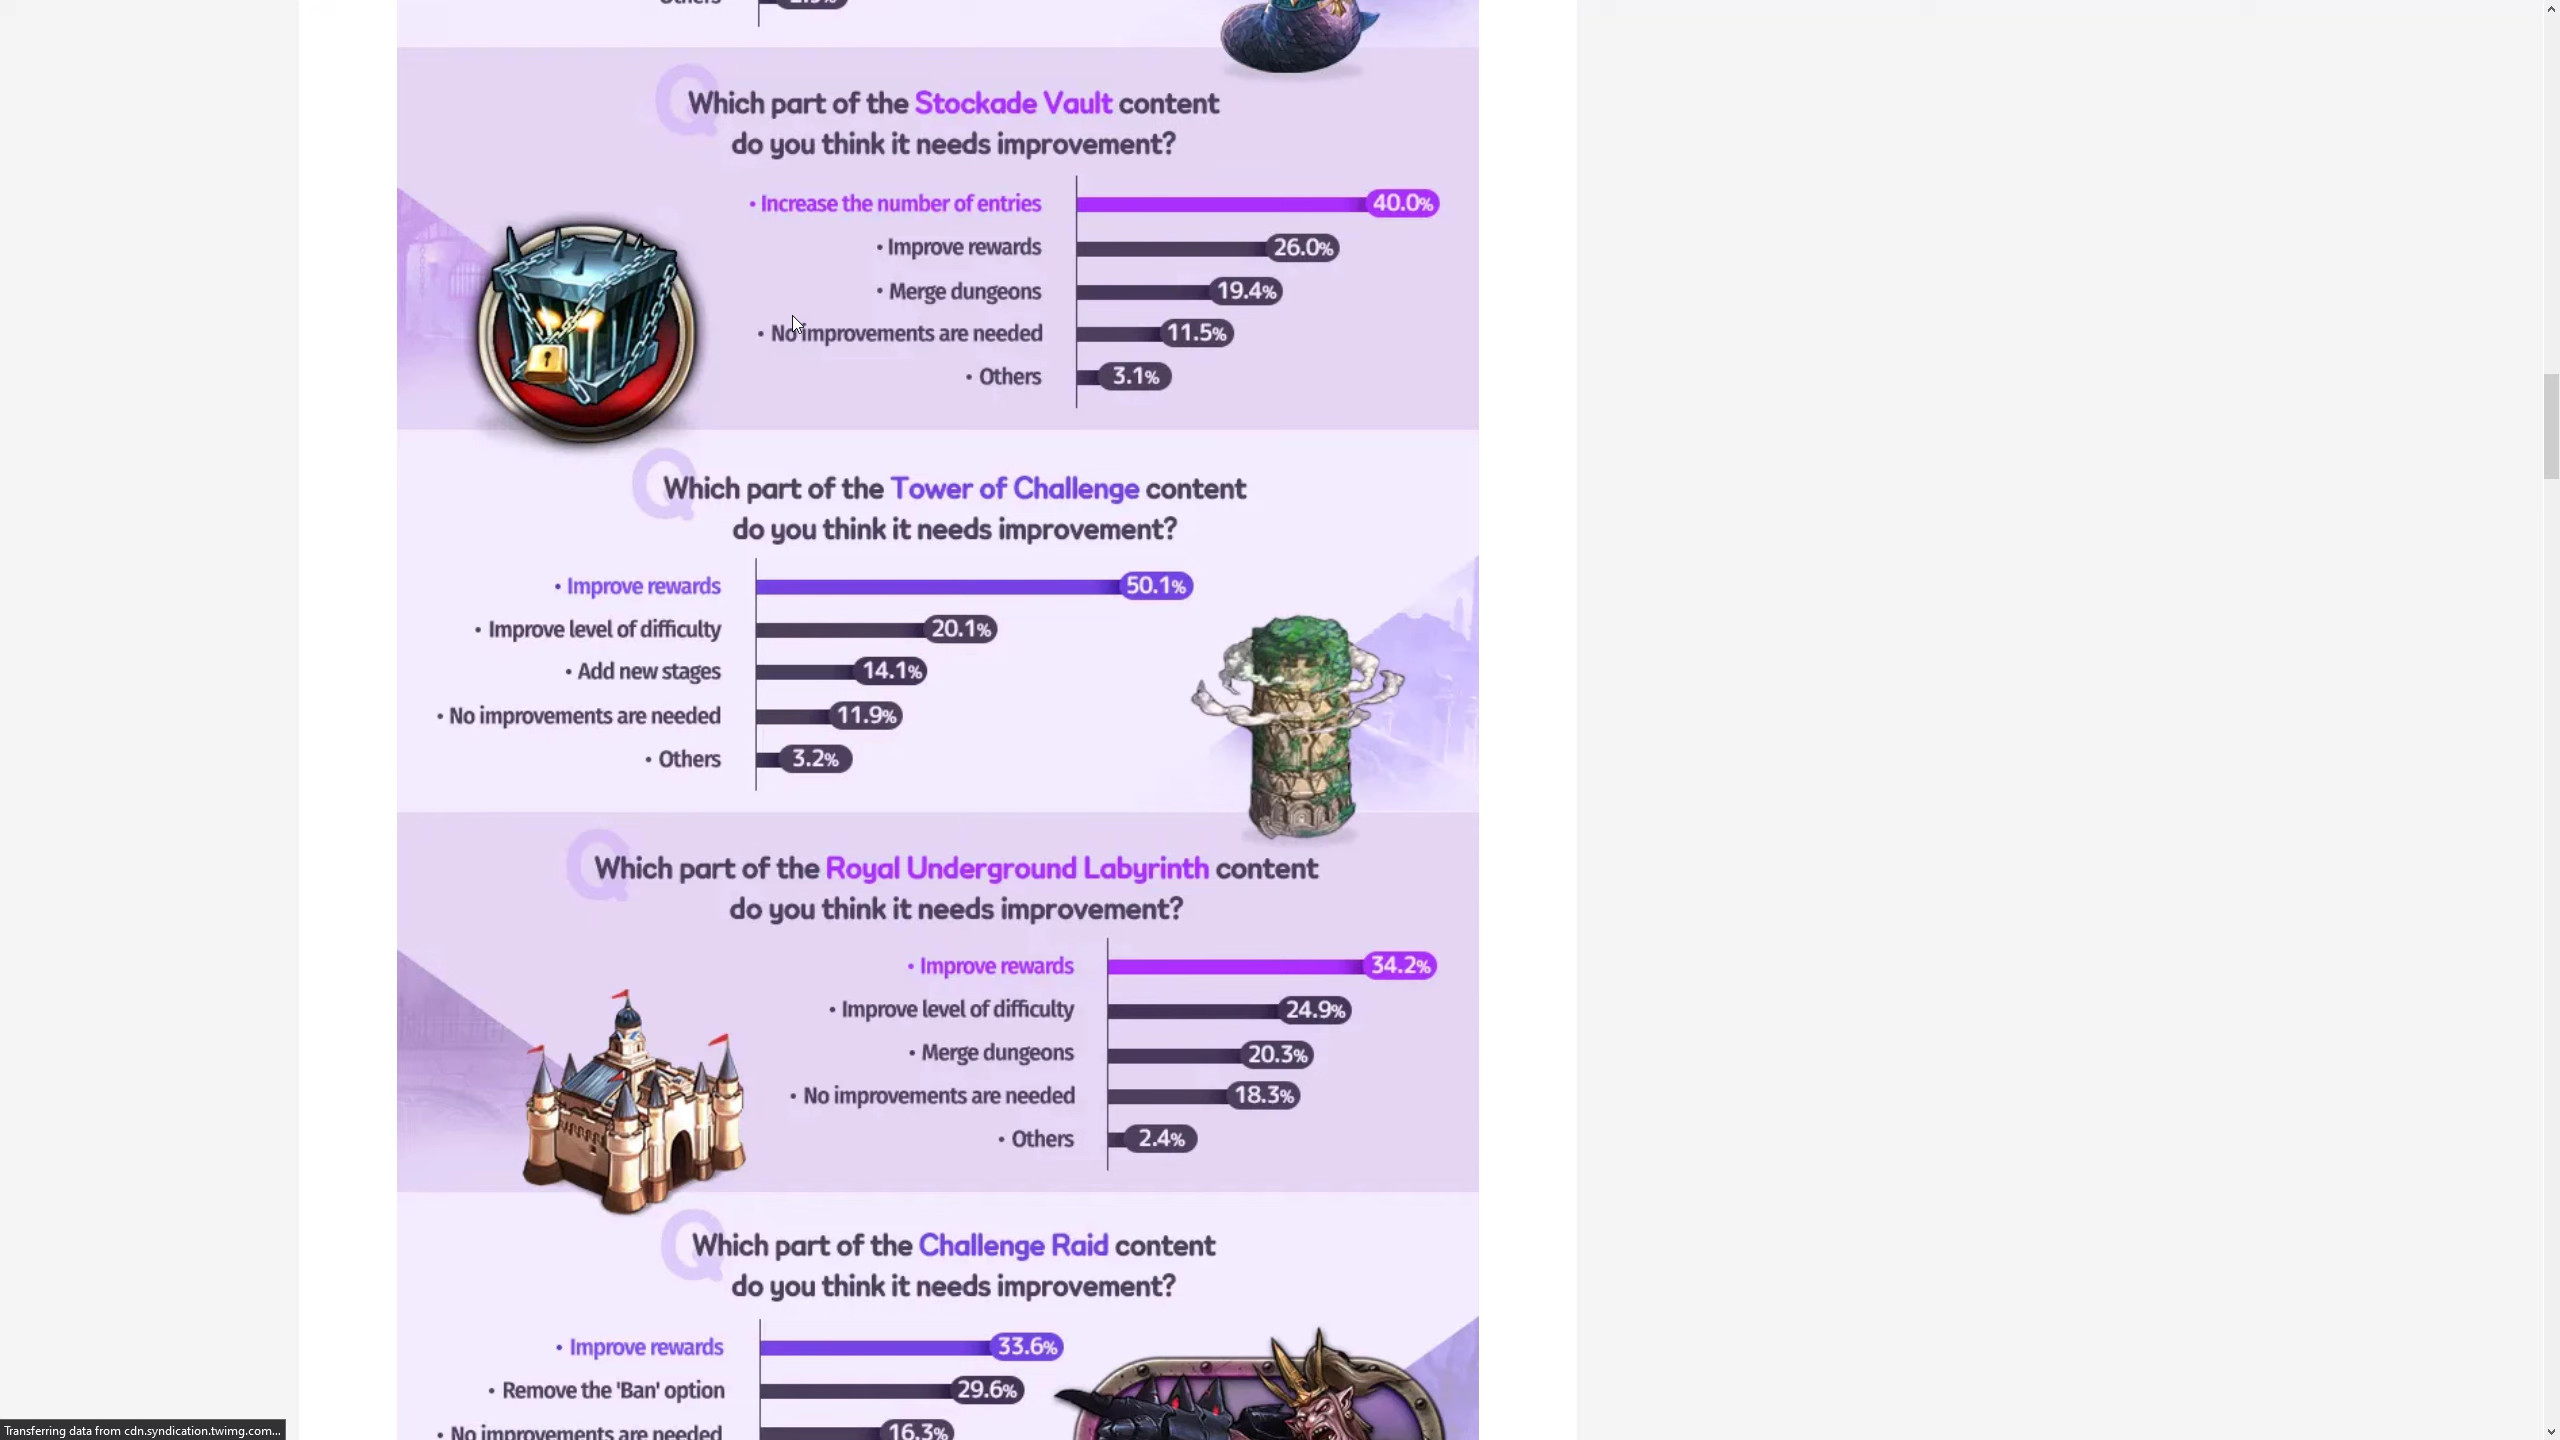 Others 2.9%
Which part of the Stockade Vault content
do you think it needs improvement?
• Increase the number of entries 40.0%
• Improve rewards 26.0%
• Merge dungeons 19.4%
• No improvements are needed 11.5%
• Others 3.1%
Which part of the Tower of Challenge content
do you think it needs improvement?
• Improve rewards 50.1%
• Improve level of difficulty 20.1%
• Add new stages 14.1%
• No improvements are needed 11.9%
• Others 3.2%
Which part of the Royal Underground Labyrinth content
do you think it needs improvement?
• Improve rewards 34.2%
• Improve level of difficulty 24.9%
• Merge dungeons 20.3%
• No improvements are needed 18.3%
• Others 2.4%
Which part of the Challenge Raid content
do you think it needs improvement?
• Improve rewards 33.6%
• Remove the 'Ban' option 29.6%
• No improvements are needed 16.3%
Transferring data from cdn.syndication.twimg.com...